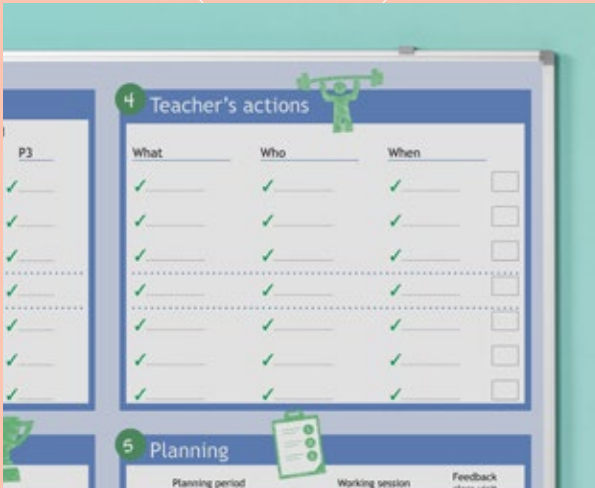 4 Teacher's actions
P3
What Who When
5 Planning
Planning period Working session Feedback